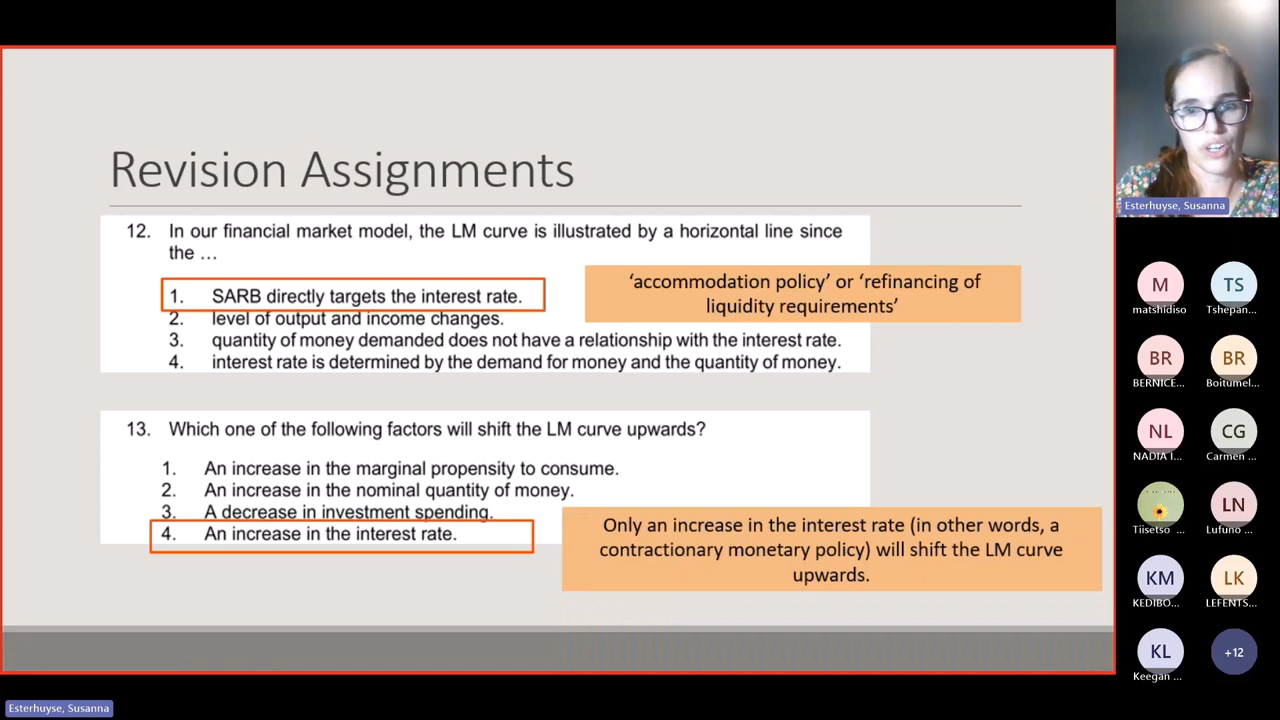 Revision Assignments
12. In our financial market model, the LM curve is illustrated by a horizontal line since
the …
1. SARB directly targets the interest rate.
2. level of output and income changes.
3. quantity of money demanded does not have a relationship with the interest rate.
4. interest rate is determined by the demand for money and the quantity of money.
'accommodation policy' or 'refinancing of
liquidity requirements'
13. Which one of the following factors will shift the LM curve upwards?
1. An increase in the marginal propensity to consume.
2. An increase in the nominal quantity of money.
3. A decrease in investment spending.
4. An increase in the interest rate.
Only an increase in the interest rate (in other words, a
contractionary monetary policy) will shift the LM curve
upwards.
Esterhuyse, Susanna
M
matshidiso
TS
Tshepan...
BR
BERNICE...
BR
Boitumel...
NL
NADIA I...
CG
Carmen ...
Tiisetso ...
LN
Lufuno ...
KM
KEDIBO...
LK
LEFENTS...
KL
Keegan ...
+12
Esterhuyse, Susanna